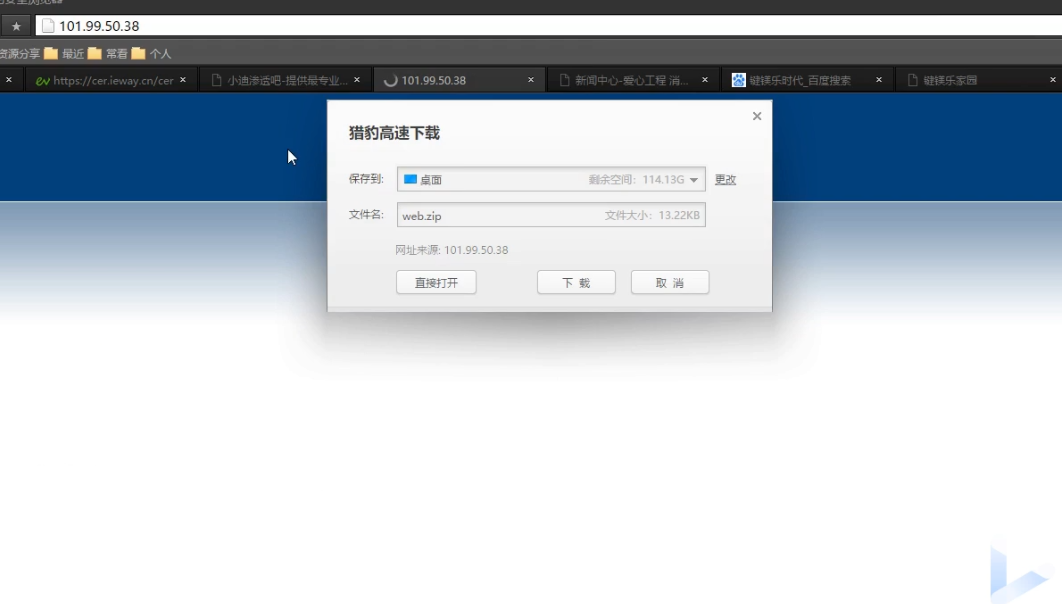 101.99.50.38
资源分享 最近 常看 个人
https://cer.ieway.cn/cer 小迪渗透吧-提供最专业... 101.99.50.38 新闻中心-爱心工程 消... 键镁乐时代_百度搜索 键镁乐家园
猎豹高速下载
保存到: 桌面 剩余空间: 114.13G 更改
文件名: web.zip 文件大小: 13.22KB
网址来源: 101.99.50.38
直接打开 下 载 取 消